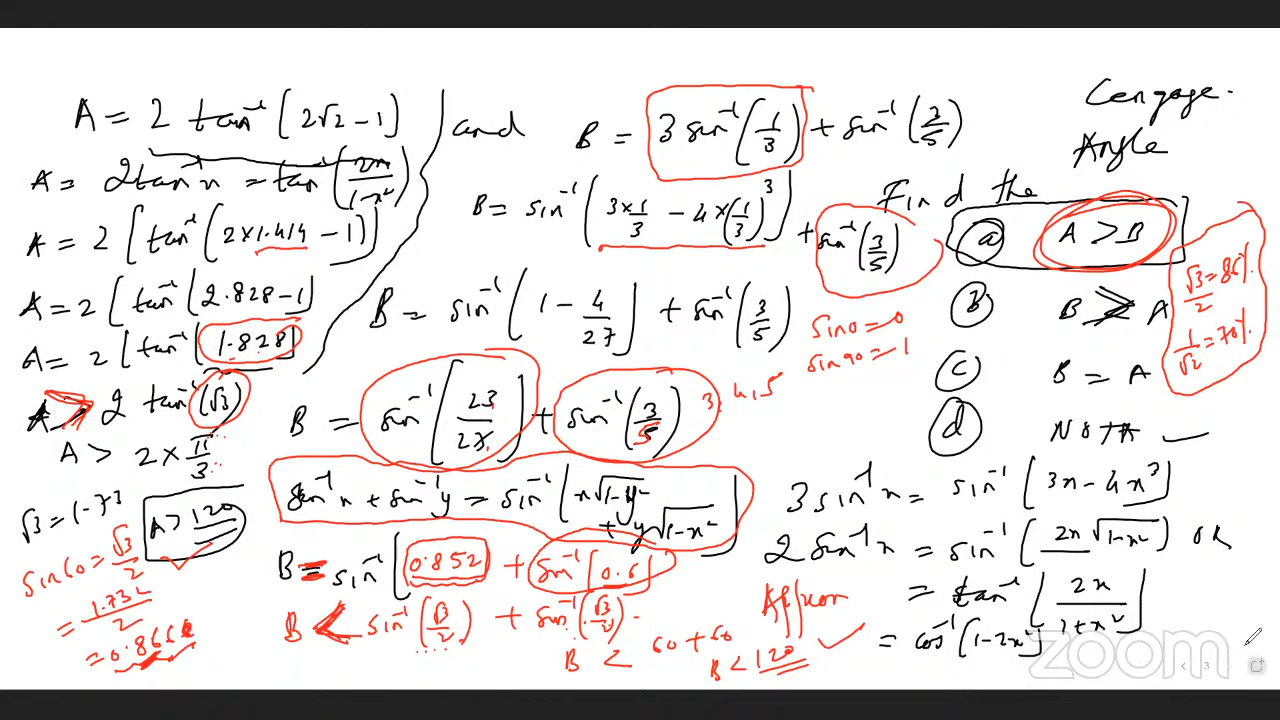 A = 2 tan⁻¹ [2√2 - 1]
A = 2tan⁻¹x = tan⁻¹(2x/1-x²)
A = 2 [tan⁻¹(2×1.414 - 1)]
A = 2 [tan⁻¹[2.828-1]
A = 2 [tan⁻¹[1.828]
A > 2 tan⁻¹(√3)
A > 2 × π/3
√3 = 1.73
A > 120
sin60 = √3/2
= 1.732/2
= 0.866
and B = 3 sin⁻¹(1/3) + sin⁻¹(3/5)
B = sin⁻¹(3×1/3 - 4×(1/3)³] + sin⁻¹(3/5)
B = sin⁻¹(1 - 4/27] + sin⁻¹(3/5)
sin0 = 0
sin90 = 1
B = sin⁻¹[23/27] + sin⁻¹(3/5)
sin⁻¹x + sin⁻¹y = sin⁻¹[x√1-y² + y√1-x²]
B = sin⁻¹[0.852 + sin⁻¹[0.6]
B < sin⁻¹(√3/2) + sin⁻¹(√3/2)
B < 60 + 60
B < 120
Cengage.
Angle
Find the
(a) A > B
(b) B > A
(c) B = A
(d) NOTA
√3/2 = 86%
1/√2 = 70%
3sin⁻¹x = sin⁻¹[3x - 4x³]
2 sin⁻¹x = sin⁻¹(2x√1-x²) OR
= tan⁻¹[2x/1+x²]
= cos⁻¹[1-2x²]
zoom
< 3